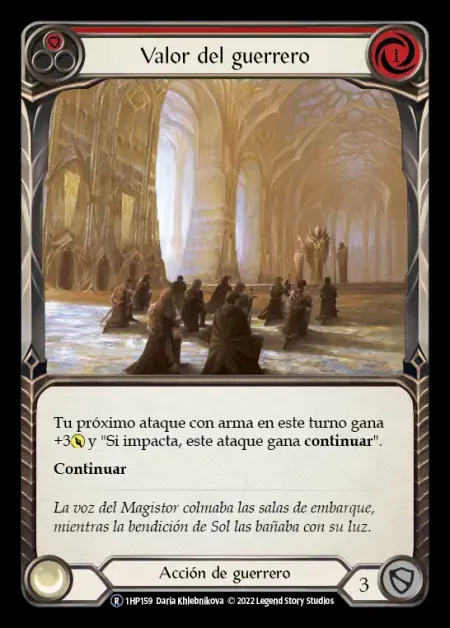 Valor del guerrero
1
Tu próximo ataque con arma en este turno gana
+3 y "Si impacta, este ataque gana continuar".
Continuar
La voz del Magistor colmaba las salas de embarque,
mientras la bendición de Sol las bañaba con su luz.
Acción de guerrero
3
R 1HP159 Daria Khlebnikova © 2022 Legend Story Studios